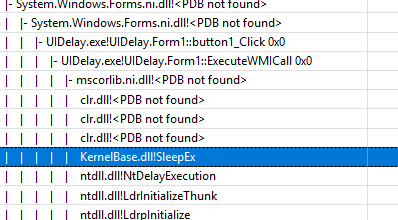 |- System.Windows.Forms.ni.dll!<PDB not found>
| |- System.Windows.Forms.ni.dll!<PDB not found>
| | |- UIDelay.exe!UIDelay.Form1::button1_Click 0x0
| | | |- UIDelay.exe!UIDelay.Form1::ExecuteWMICall 0x0
| | | | |- mscorlib.ni.dll!<PDB not found>
| | | | | clr.dll!<PDB not found>
| | | | | clr.dll!<PDB not found>
| | | | | clr.dll!<PDB not found>
| | | | | KernelBase.dll!SleepEx
| | | | | ntdll.dll!NtDelayExecution
| | | | | ntdll.dll!LdrInitializeThunk
| | | | | ntdll.dll!LdrpInitialize